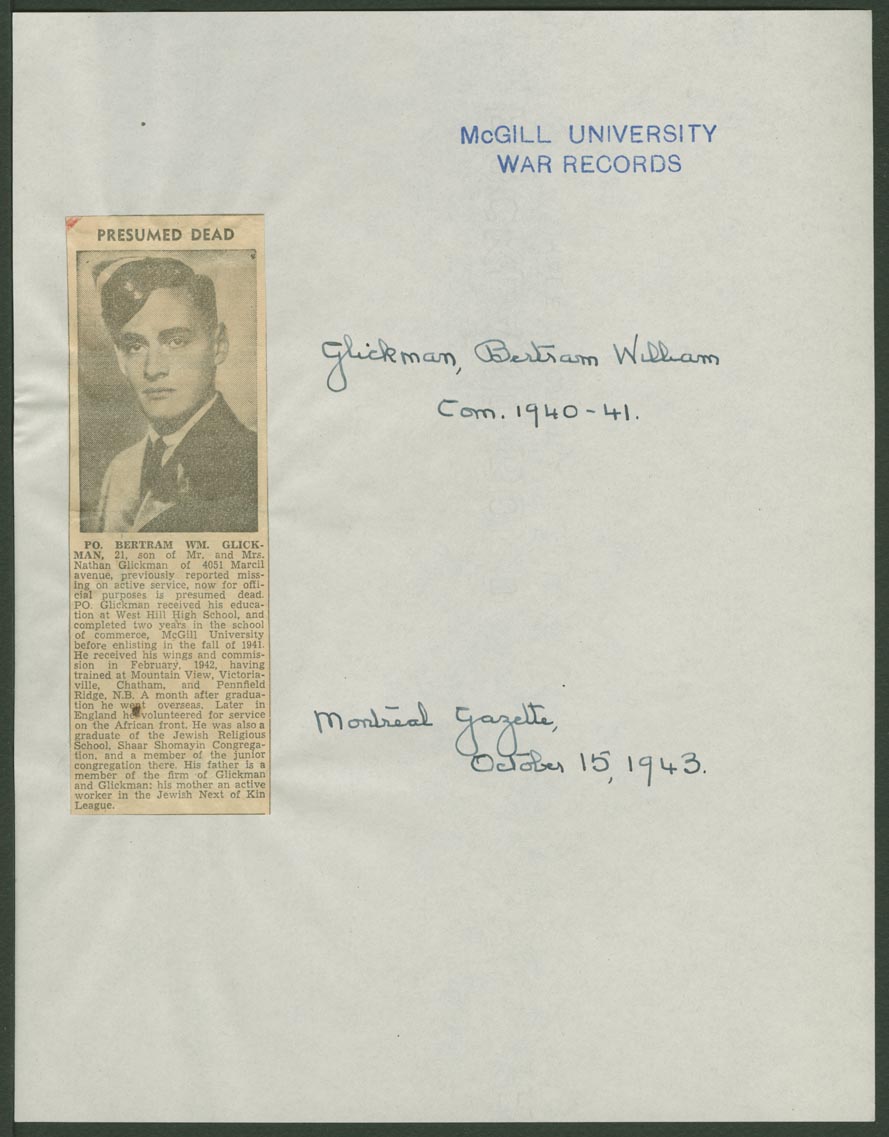 McGILL UNIVERSITY
WAR RECORDS
PRESUMED DEAD
Glickman, Bertram William
Com. 1940-41.
PO. BERTRAM WM. GLICK-
MAN, 21, son of Mr. and Mrs.
Nathan Glickman of 4051 Marcil
avenue, previously reported miss-
ing on active service, now for offi-
cial purposes is presumed dead.
PO. Glickman received his educa-
tion at West Hill High School, and
completed two years in the school
of commerce, McGill University
before enlisting in the fall of 1941.
He received his wings and commis-
sion in February, 1942, having
trained at Mountain View, Victoria-
ville, Chatham, and Pennfield
Ridge, N.B. A month after gradua-
tion he went overseas. Later in
England he volunteered for service
on the African front. He was also a
graduate of the Jewish Religious
School, Shaar Shomayin Congrega-
tion, and a member of the junior
congregation there. His father is a
member of the firm of Glickman
and Glickman; his mother an active
worker in the Jewish Next of Kin
League.
Montreal Gazette,
October 15, 1943.